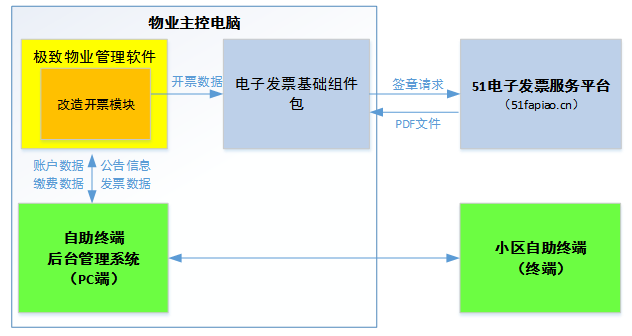 物业主控电脑
极致物业管理软件
改造开票模块
开票数据
电子发票基础组件
包
签章请求
PDF文件
51电子发票服务平台
（51fapiao.cn）
账户数据
缴费数据
公告信息
发票数据
自助终端
后台管理系统
（PC端）
小区自助终端
（终端）